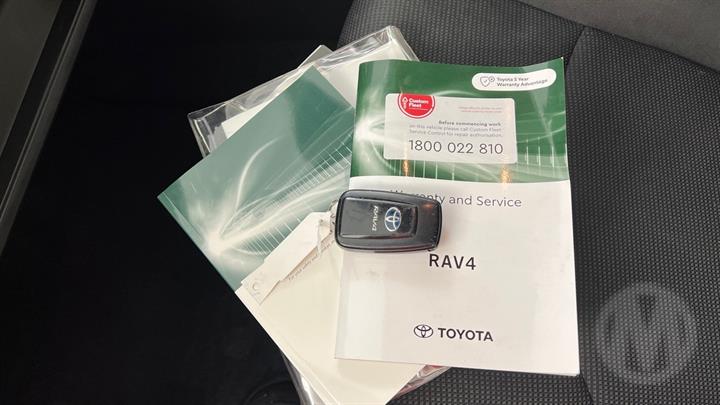 Toyota 5 Year
Warranty Advantage
Custom
Fleet
Before commencing work
on this vehicle please call Custom Fleet
Service Control for repair authorisation.
1800 022 810
Warranty and Service
RAV4
RAV4
TOYOTA
M